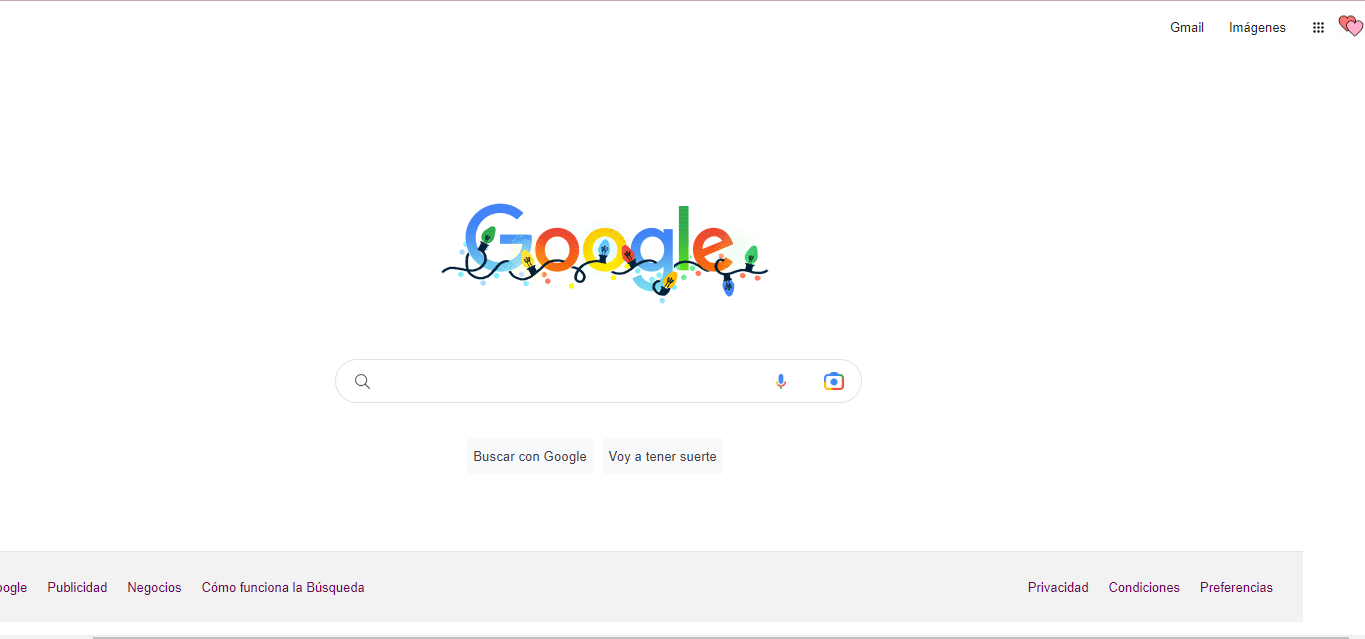 Gmail Imágenes
Google
Buscar con Google Voy a tener suerte
oogle Publicidad Negocios Cómo funciona la Búsqueda Privacidad Condiciones Preferencias